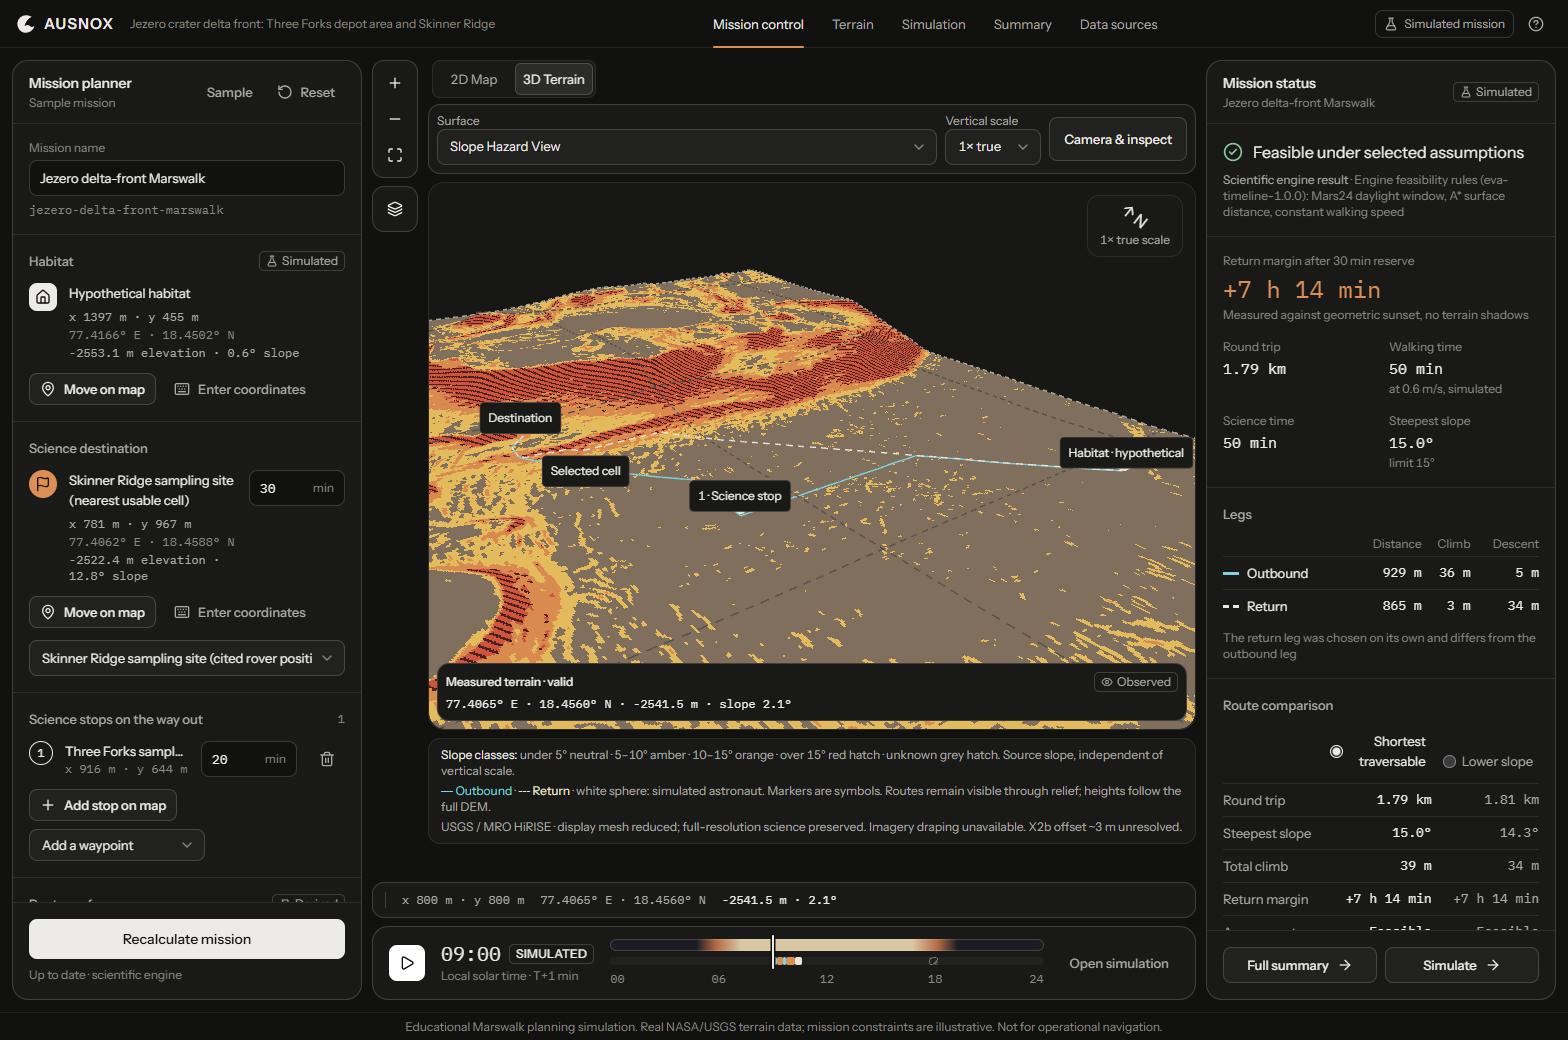 AUSNOX
Jezero crater delta front: Three Forks depot area and Skinner Ridge
Mission control
Terrain
Simulation
Summary
Data sources
Simulated mission
Mission planner
Sample mission
Sample
Reset
Mission name
Jezero delta-front Marswalk
jezero-delta-front-marswalk
Habitat
Simulated
Hypothetical habitat
x 1397 m · y 455 m
77.4166° E · 18.4502° N
-2553.1 m elevation · 0.6° slope
Move on map
Enter coordinates
Science destination
Skinner Ridge sampling site
(nearest usable cell)
30 min
x 781 m · y 967 m
77.4062° E · 18.4588° N
-2522.4 m elevation ·
12.8° slope
Move on map
Enter coordinates
Skinner Ridge sampling site (cited rover positi
Science stops on the way out
1
1
Three Forks sampl...
x 916 m · y 644 m
20 min
Add stop on map
Add a waypoint
Recalculate mission
Up to date · scientific engine
2D Map
3D Terrain
Surface
Slope Hazard View
Vertical scale
1× true
Camera & inspect
1× true scale
Destination
Selected cell
1 · Science stop
Habitat · hypothetical
Measured terrain · valid
Observed
77.4065° E · 18.4560° N · -2541.5 m · slope 2.1°
Slope classes: under 5° neutral · 5–10° amber · 10–15° orange · over 15° red hatch · unknown grey hatch. Source slope, independent of
vertical scale.
— Outbound · --- Return · white sphere: simulated astronaut. Markers are symbols. Routes remain visible through relief; heights follow the
full DEM.
USGS / MRO HiRISE · display mesh reduced; full-resolution science preserved. Imagery draping unavailable. X2b offset ~3 m unresolved.
x 800 m · y 800 m 77.4065° E · 18.4560° N -2541.5 m · 2.1°
09:00 SIMULATED
Local solar time · T+1 min
00 06 12 18 24
Open simulation
Mission status
Jezero delta-front Marswalk
Simulated
Feasible under selected assumptions
Scientific engine result · Engine feasibility rules (eva-
timeline-1.0.0): Mars24 daylight window, A* surface
distance, constant walking speed
Return margin after 30 min reserve
+7 h 14 min
Measured against geometric sunset, no terrain shadows
Round trip
1.79 km
Walking time
50 min
at 0.6 m/s, simulated
Science time
50 min
Steepest slope
15.0°
limit 15°
Legs
Distance Climb Descent
Outbound 929 m 36 m 5 m
Return 865 m 3 m 34 m
The return leg was chosen on its own and differs from the
outbound leg
Route comparison
Shortest
traversable
Lower slope
Round trip 1.79 km 1.81 km
Steepest slope 15.0° 14.3°
Total climb 39 m 34 m
Return margin +7 h 14 min +7 h 14 min
Full summary
Simulate
Educational Marswalk planning simulation. Real NASA/USGS terrain data; mission constraints are illustrative. Not for operational navigation.